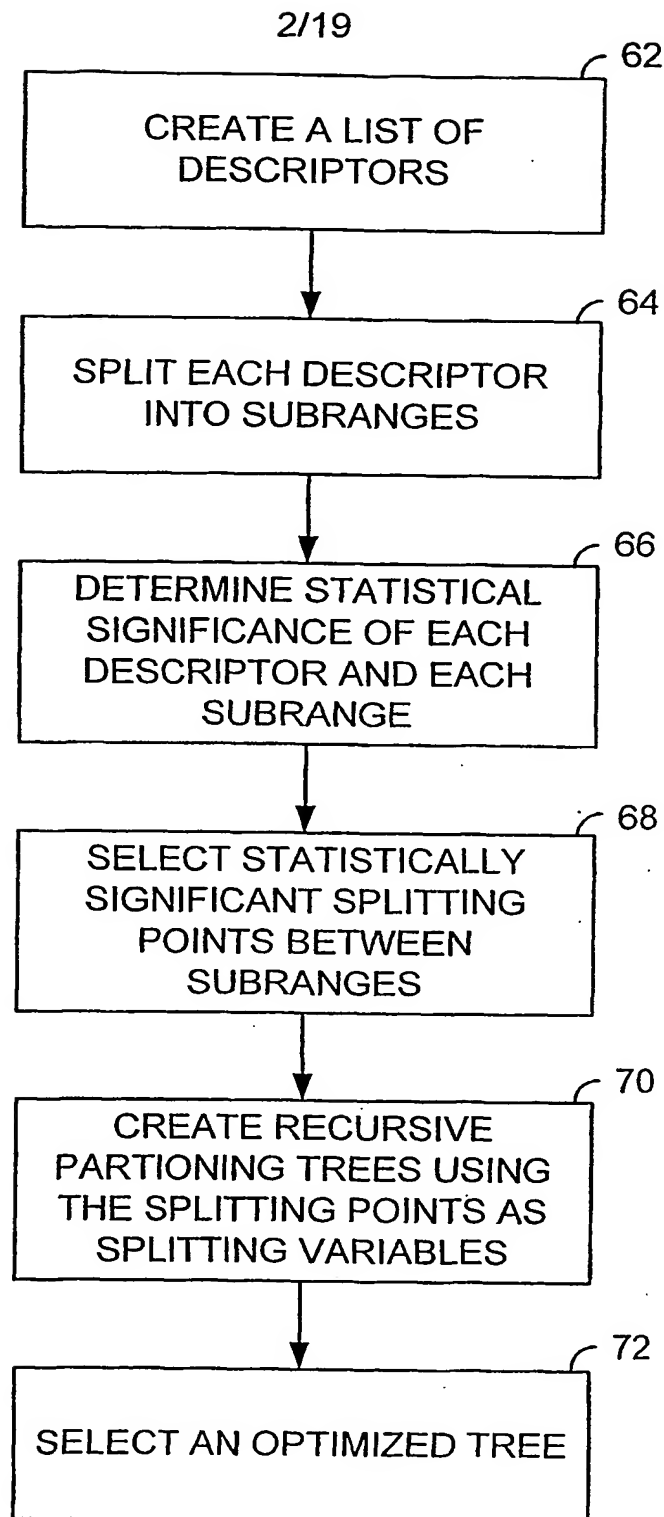 2/19
62
CREATE A LIST OF
DESCRIPTORS
64
SPLIT EACH DESCRIPTOR
INTO SUBRANGES
66
DETERMINE STATISTICAL
SIGNIFICANCE OF EACH
DESCRIPTOR AND EACH
SUBRANGE
68
SELECT STATISTICALLY
SIGNIFICANT SPLITTING
POINTS BETWEEN
SUBRANGES
70
CREATE RECURSIVE
PARTIONING TREES USING
THE SPLITTING POINTS AS
SPLITTING VARIABLES
72
SELECT AN OPTIMIZED TREE